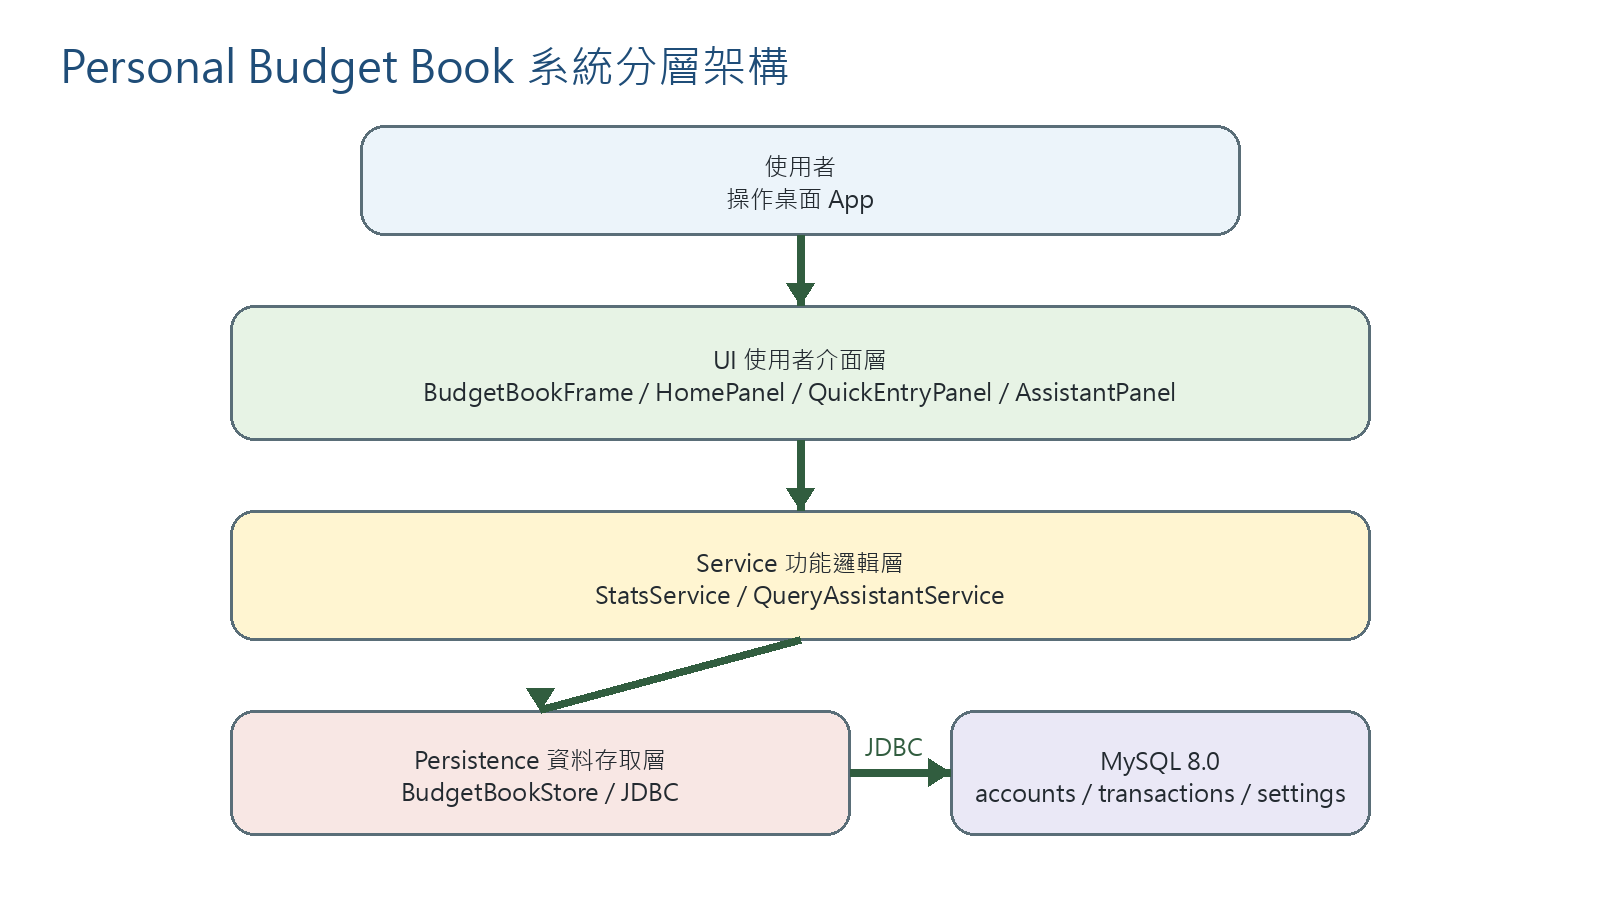 Personal Budget Book 系統分層架構
使用者
操作桌面 App
UI 使用者介面層
BudgetBookFrame / HomePanel / QuickEntryPanel / AssistantPanel
Service 功能邏輯層
StatsService / QueryAssistantService
Persistence 資料存取層
BudgetBookStore / JDBC
JDBC
MySQL 8.0
accounts / transactions / settings